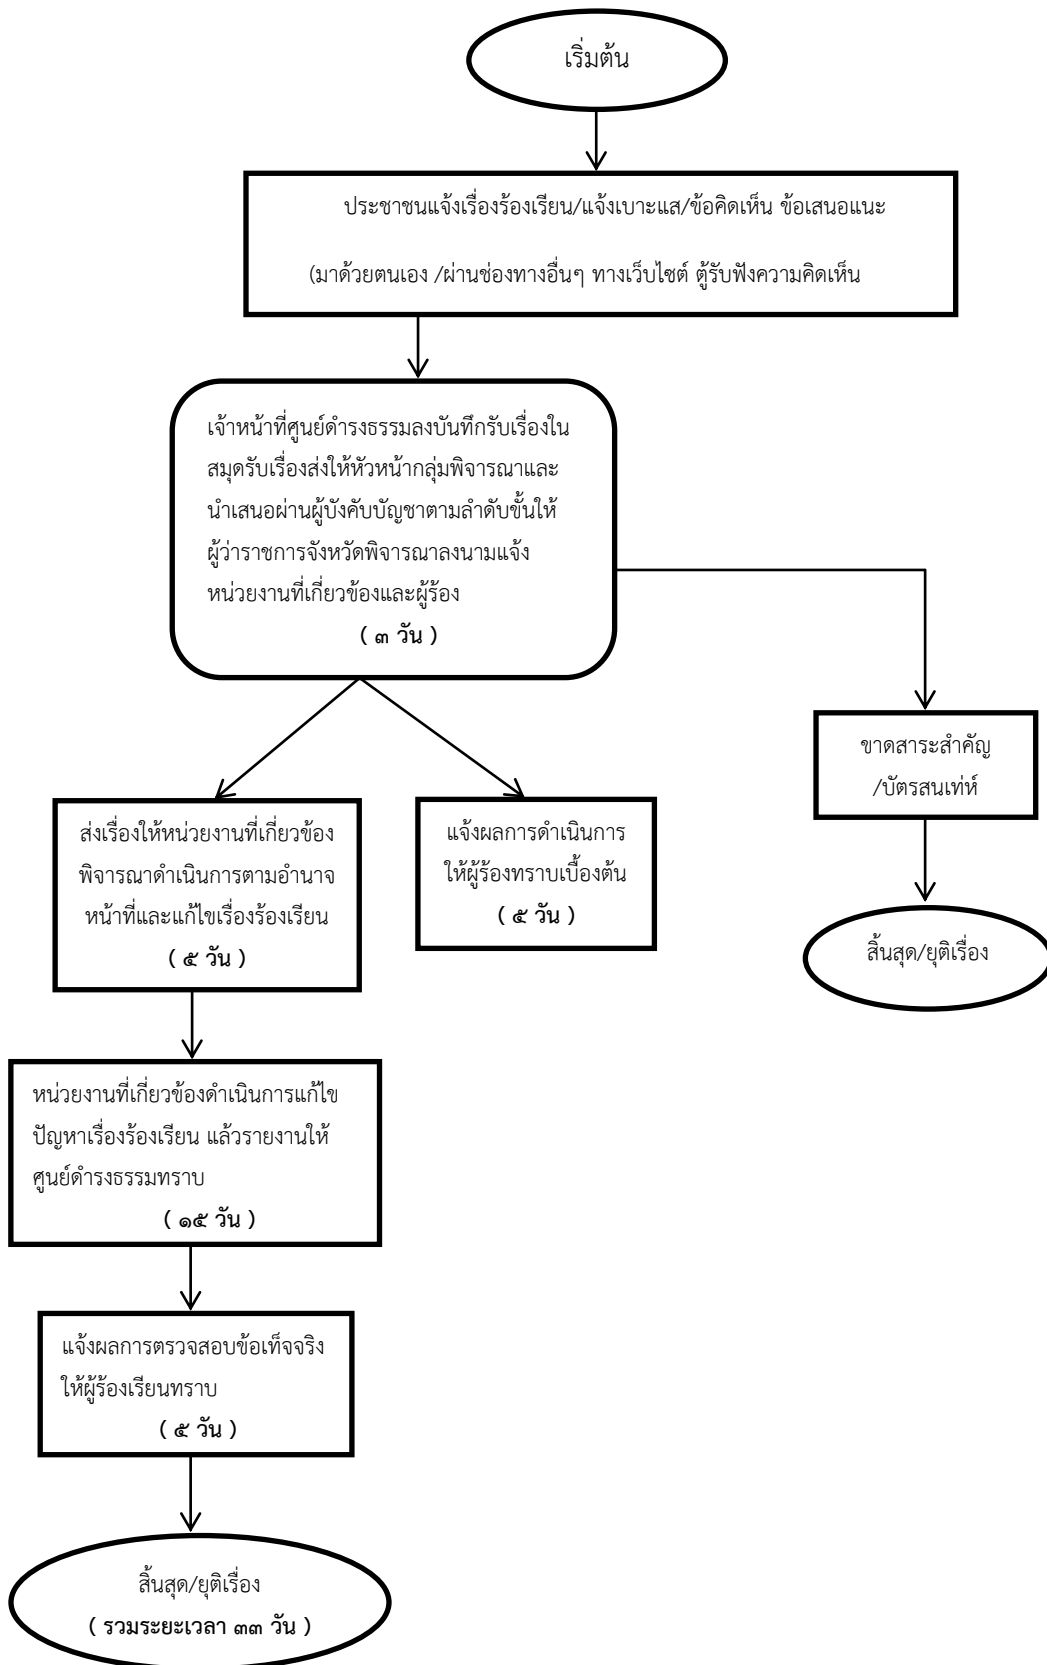 เริ่มต้น
ประชาชนแจ้งเรื่องร้องเรียน/แจ้งเบาะแส/ข้อคิดเห็น ข้อเสนอแนะ
(มาด้วยตนเอง /ผ่านช่องทางอื่นๆ ทางเว็บไซต์ ตู้รับฟังความคิดเห็น
เจ้าหน้าที่ศูนย์ดำรงธรรมลงบันทึกรับเรื่องใน
สมุดรับเรื่องส่งให้หัวหน้ากลุ่มพิจารณาและ
นำเสนอผ่านผู้บังคับบัญชาตามลำดับขั้นให้
ผู้ว่าราชการจังหวัดพิจารณาลงนามแจ้ง
หน่วยงานที่เกี่ยวข้องและผู้ร้อง
( ๓ วัน )
ขาดสาระสำคัญ
/บัตรสนเท่ห์
ส่งเรื่องให้หน่วยงานที่เกี่ยวข้อง
พิจารณาดำเนินการตามอำนาจ
หน้าที่และแก้ไขเรื่องร้องเรียน
( ๕ วัน )
แจ้งผลการดำเนินการ
ให้ผู้ร้องทราบเบื้องต้น
( ๕ วัน )
สิ้นสุด/ยุติเรื่อง
หน่วยงานที่เกี่ยวข้องดำเนินการแก้ไข
ปัญหาเรื่องร้องเรียน แล้วรายงานให้
ศูนย์ดำรงธรรมทราบ
( ๑๕ วัน )
แจ้งผลการตรวจสอบข้อเท็จจริง
ให้ผู้ร้องเรียนทราบ
( ๕ วัน )
สิ้นสุด/ยุติเรื่อง
( รวมระยะเวลา ๓๓ วัน )